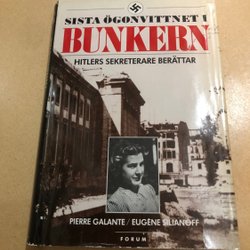 SISTA ÖGONVITTNET I
BUNKERN
HITLERS SEKRETERARE BERÄTTAR
PIERRE GALANTE / EUGÈNE SILIANOFF
FORUM